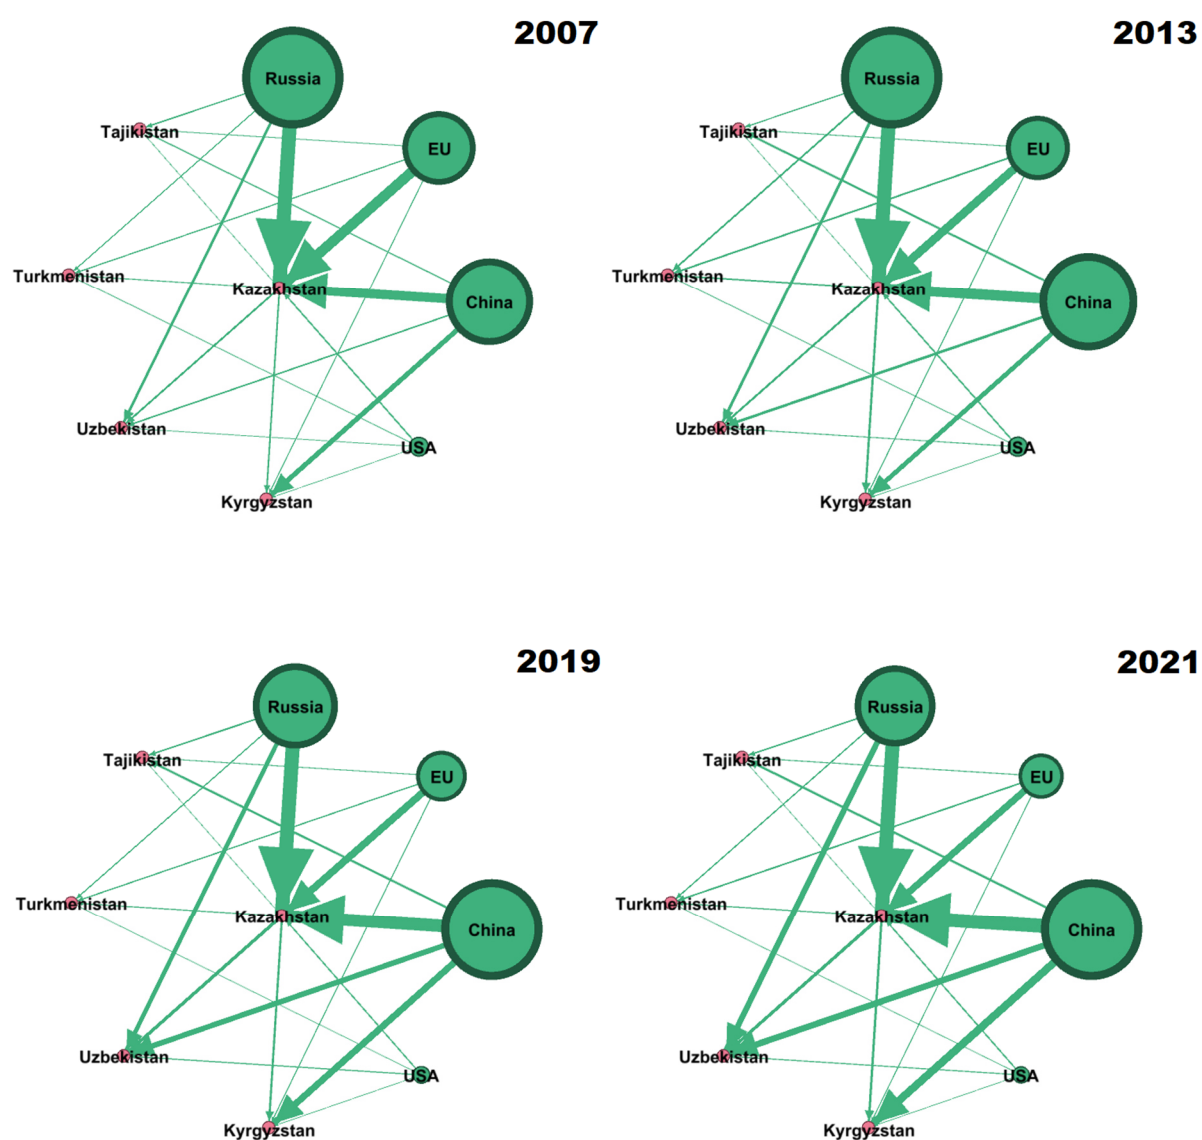 2007
Russia
Tajikistan
EU
Turkmenistan
Kazakhstan
China
Uzbekistan
USA
Kyrgyzstan
2013
Russia
Tajikistan
EU
Turkmenistan
Kazakhstan
China
Uzbekistan
USA
Kyrgyzstan
2019
Russia
Tajikistan
EU
Turkmenistan
Kazakhstan
China
Uzbekistan
USA
Kyrgyzstan
2021
Russia
Tajikistan
EU
Turkmenistan
Kazakhstan
China
Uzbekistan
USA
Kyrgyzstan